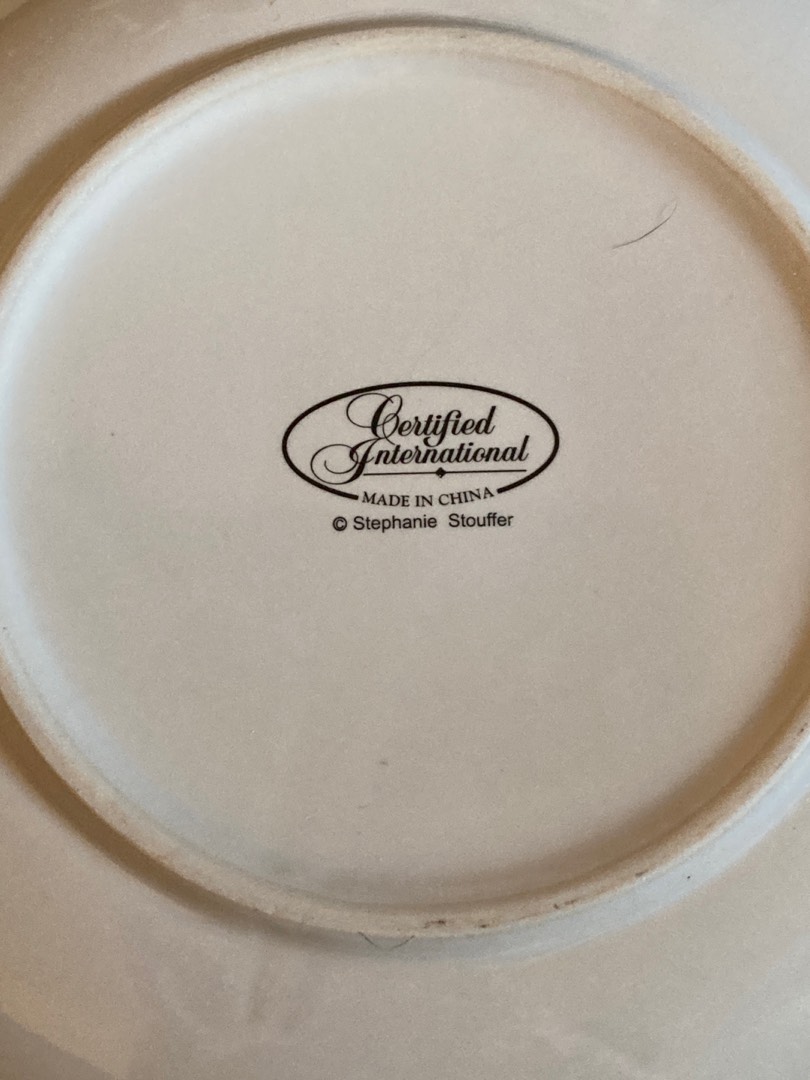 Certified
International
MADE IN CHINA
© Stephanie Stouffer